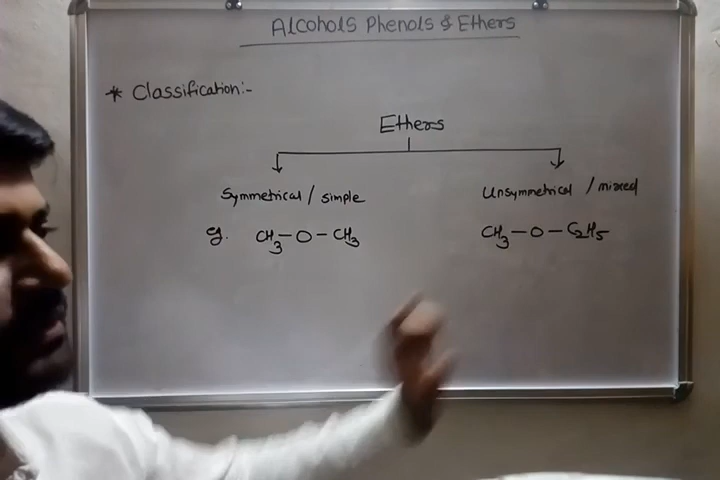 Alcohols Phenols & Ethers
* Classification:-
Ethers
Symmetrical / simple Unsymmetrical / mixed
eg. CH3-O-CH3 CH3-O-C2H5